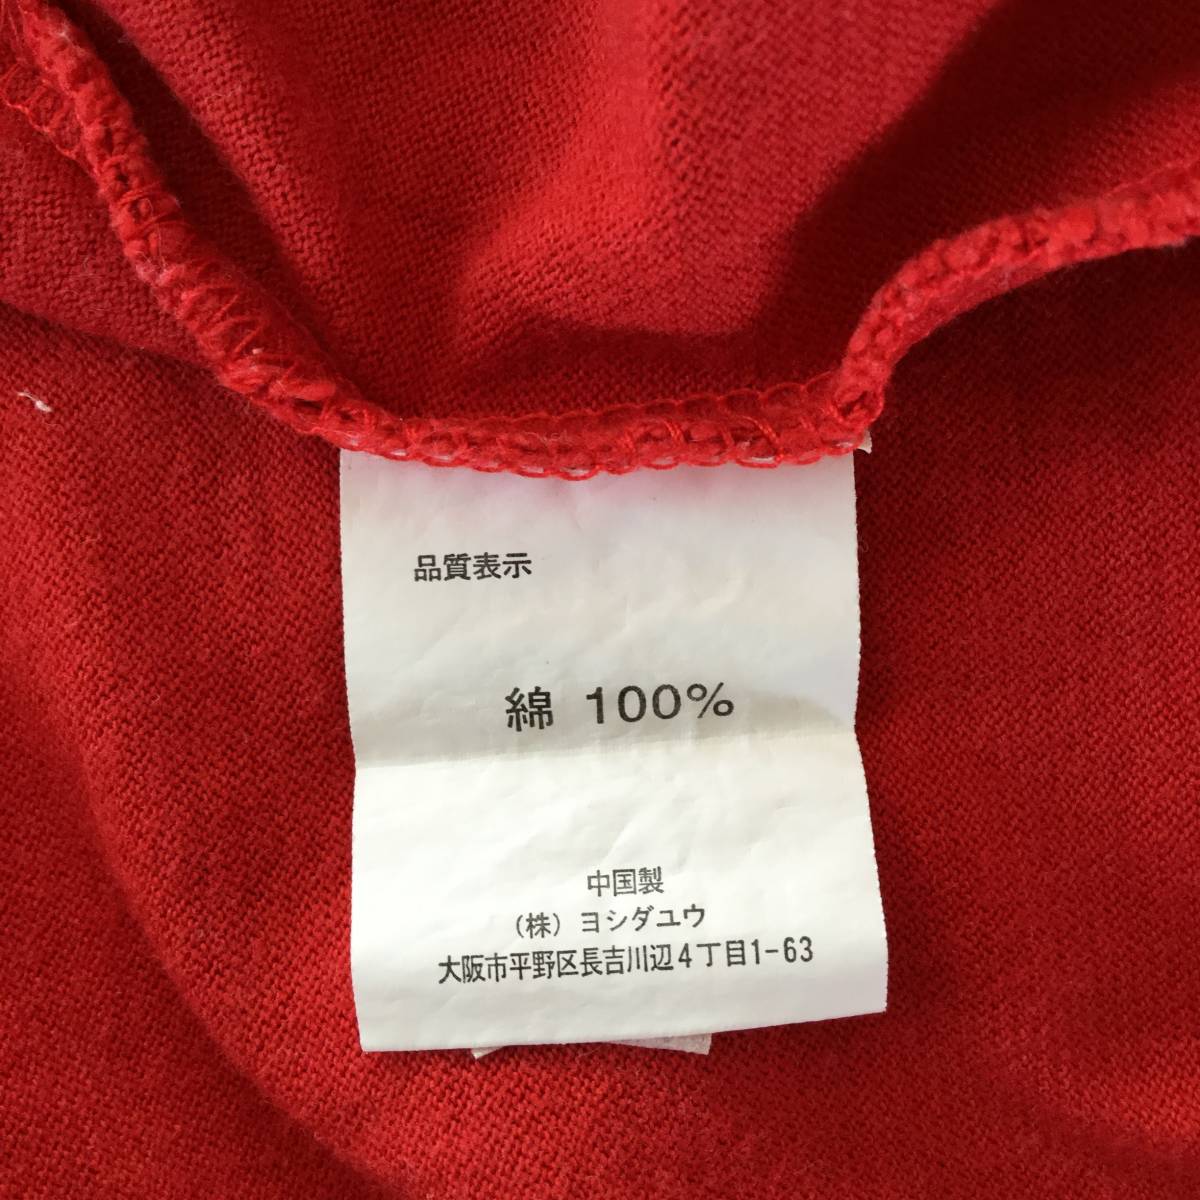 品質表示
綿 100%
中国製
（株）ヨシダユウ
大阪市平野区長吉川辺4丁目1-63